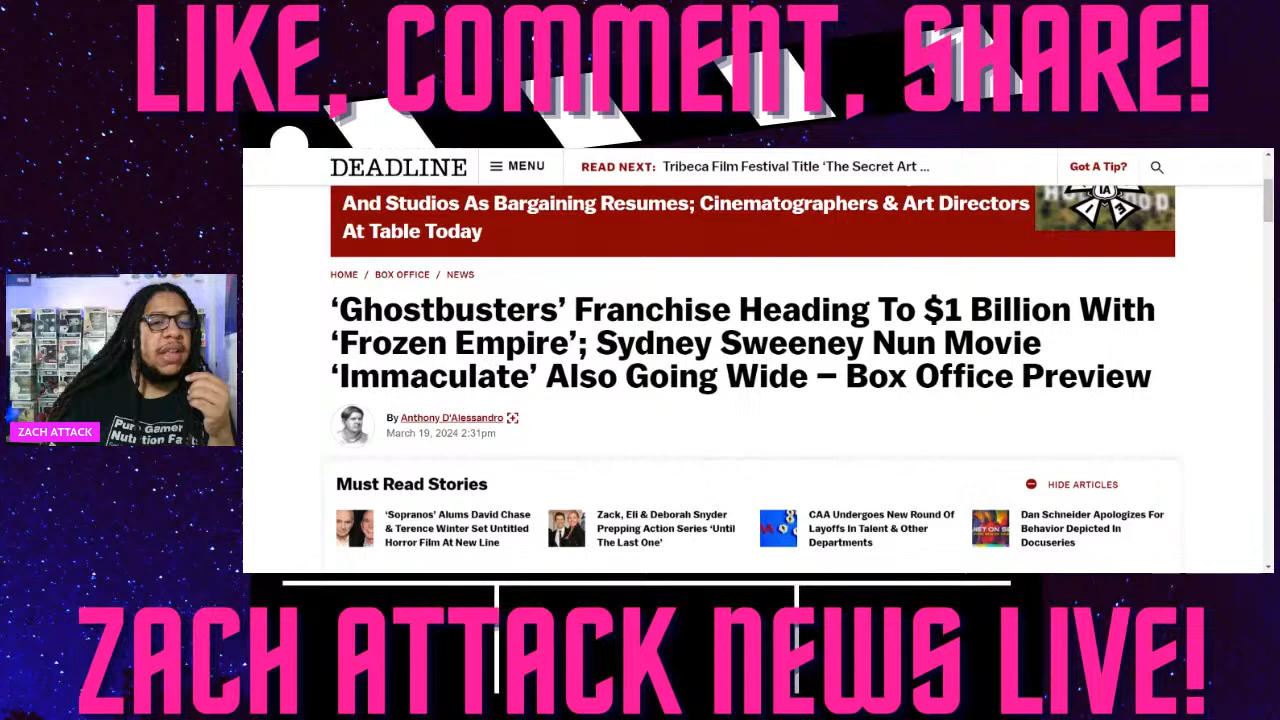 LIKE, COMMENT, SHARE!
DEADLINE
MENU
READ NEXT: Tribeca Film Festival Title ‘The Secret Art ...
Got A Tip?
And Studios As Bargaining Resumes; Cinematographers & Art Directors
At Table Today
IA
HOME / BOX OFFICE / NEWS
‘Ghostbusters’ Franchise Heading To $1 Billion With
‘Frozen Empire’; Sydney Sweeney Nun Movie
‘Immaculate’ Also Going Wide – Box Office Preview
By Anthony D'Alessandro
March 19, 2024 2:31pm
Must Read Stories
HIDE ARTICLES
‘Sopranos’ Alums David Chase
& Terence Winter Set Untitled
Horror Film At New Line
Zack, Eli & Deborah Snyder
Prepping Action Series ‘Until
The Last One’
CAA Undergoes New Round Of
Layoffs In Talent & Other
Departments
Dan Schneider Apologizes For
Behavior Depicted In
Docuseries
Gamer
ZACH ATTACK
ZACH ATTACK NEWS LIVE!